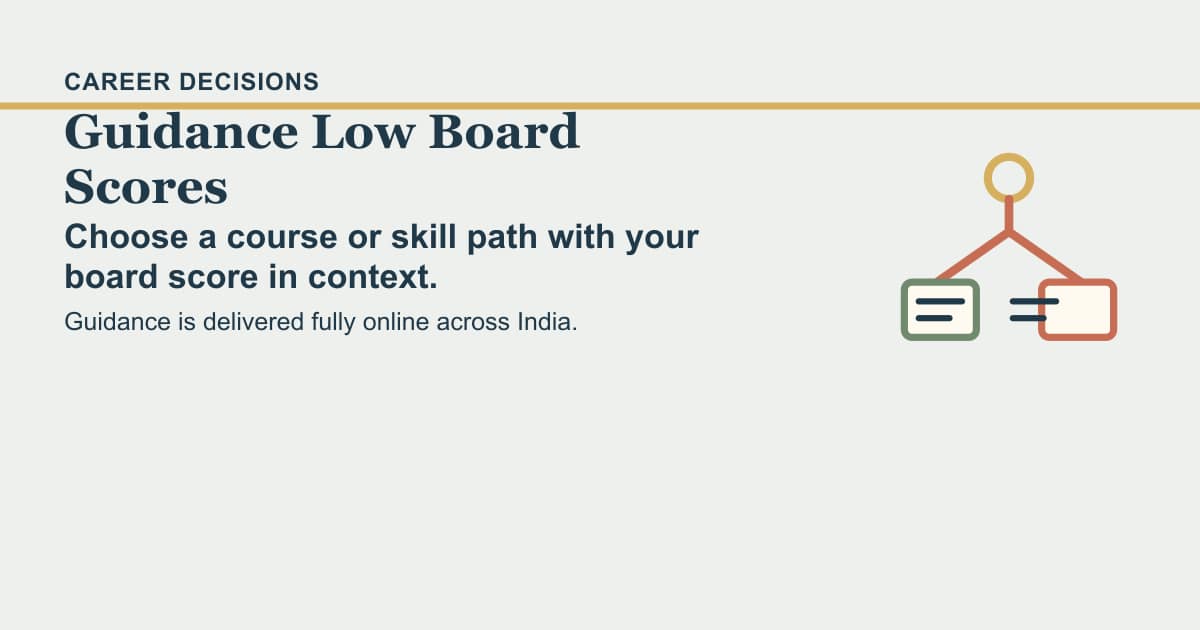 CAREER DECISIONS
Guidance Low Board
Scores
Choose a course or skill path with your
board score in context.
Guidance is delivered fully online across India.